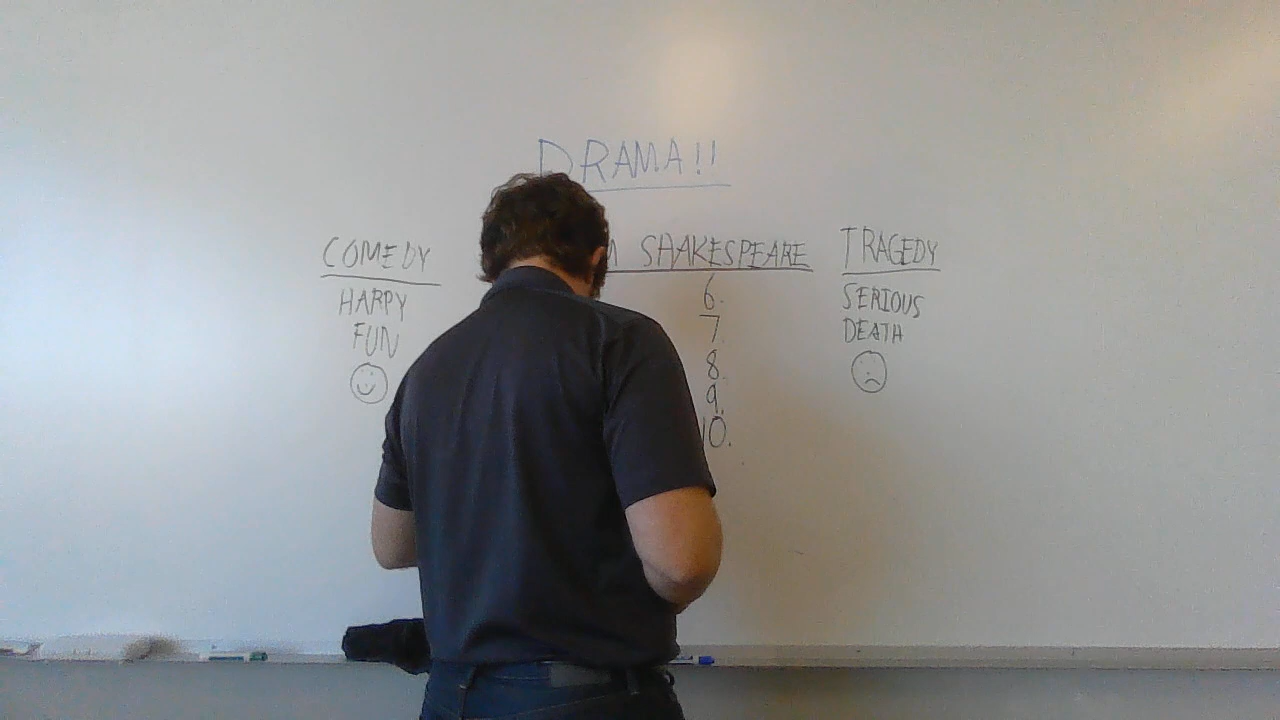 DRAMA!!
COMEDY
HAPPY
FUN
M SHAKESPEARE
6.
7
8.
9.
10.
TRAGEDY
SERIOUS
DEATH